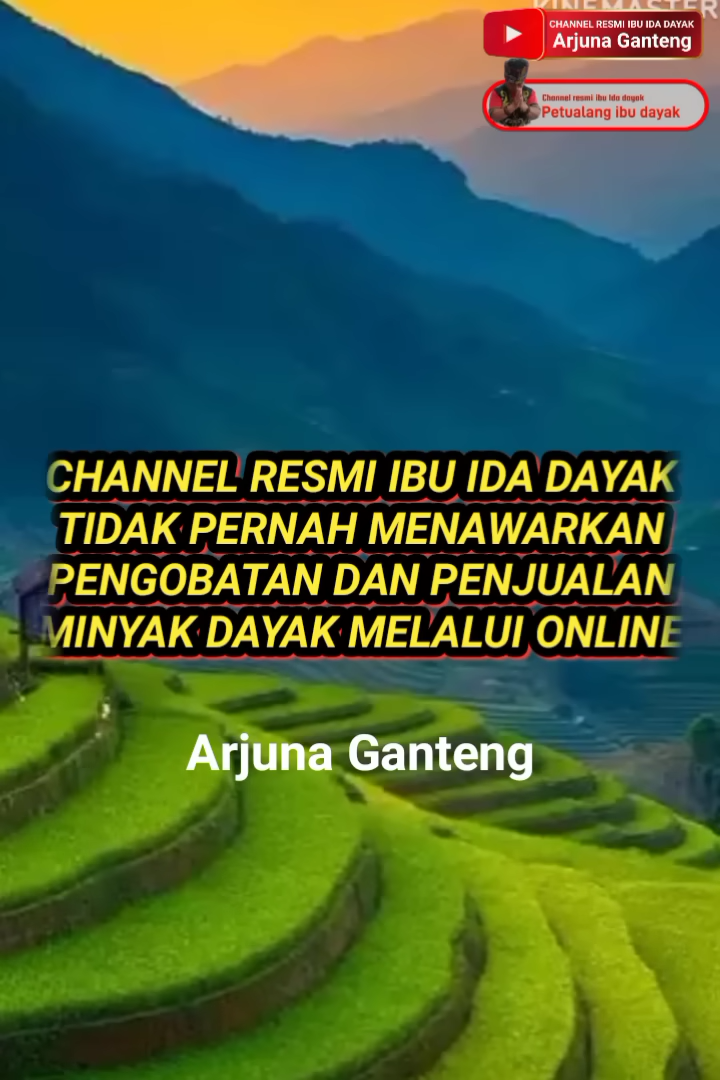 KINEMASTER
CHANNEL RESMI IBU IDA DAYAK
Arjuna Ganteng
Channel resmi ibu Ida dayak
Petualang ibu dayak
CHANNEL RESMI IBU IDA DAYAK
TIDAK PERNAH MENAWARKAN
PENGOBATAN DAN PENJUALAN
MINYAK DAYAK MELALUI ONLINE
Arjuna Ganteng